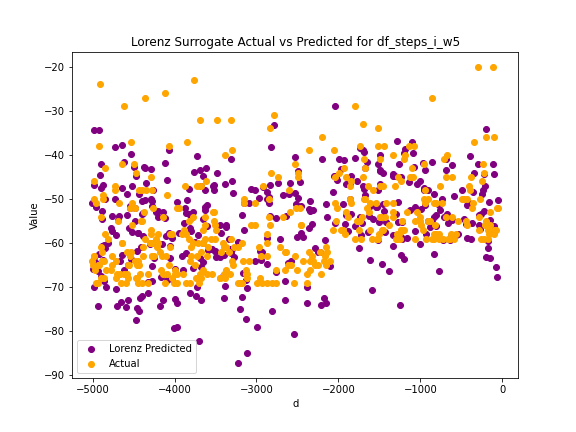 Lorenz Surrogate Actual vs Predicted for df_steps_i_w5
−20
−30
−40
−50
−60
−70
−80
−90
Value
Lorenz Predicted
Actual
−5000 −4000 −3000 −2000 −1000 0
d